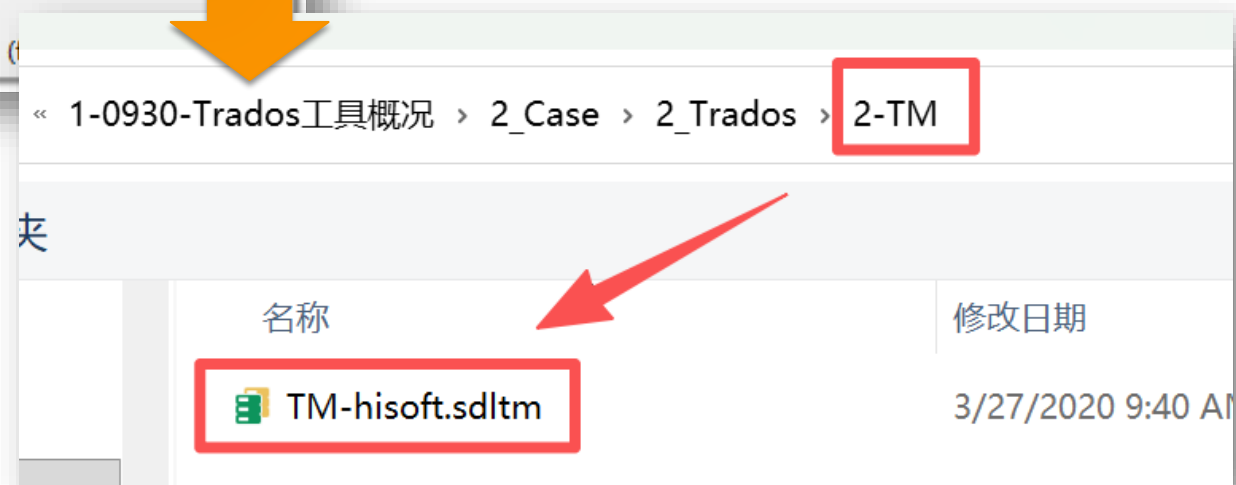 « 1-0930-Trados工具概况 › 2_Case › 2_Trados › 2-TM
夹
名称 修改日期
TM-hisoft.sdltm 3/27/2020 9:40